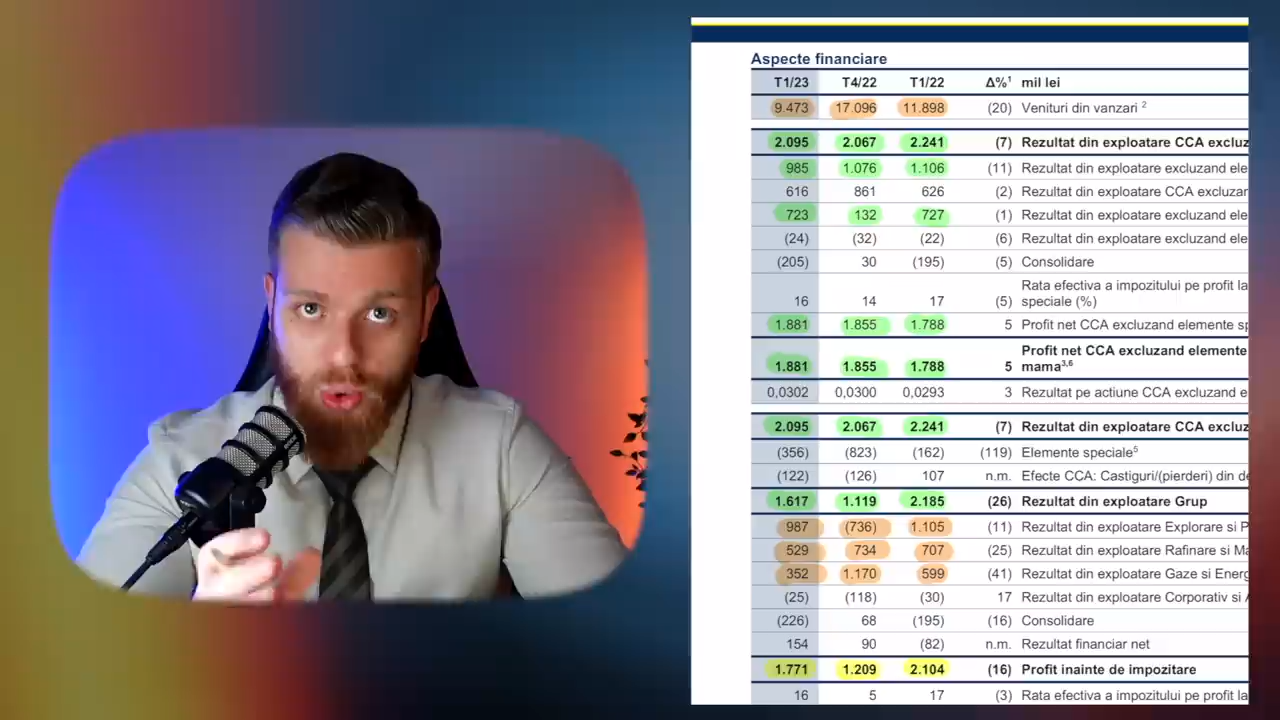 Aspecte financiare
T1/23 T4/22 T1/22 Δ%¹ mil lei
9.473 17.096 11.898 (20) Venituri din vanzari ²
2.095 2.067 2.241 (7) Rezultat din exploatare CCA excluz
985 1.076 1.106 (11) Rezultat din exploatare excluzand ele
616 861 626 (2) Rezultat din exploatare CCA excluzar
723 132 727 (1) Rezultat din exploatare excluzand ele
(24) (32) (22) (6) Rezultat din exploatare excluzand ele
(205) 30 (195) (5) Consolidare
Rata efectiva a impozitului pe profit la
16 14 17 (5) speciale (%)
1.881 1.855 1.788 5 Profit net CCA excluzand elemente sp
Profit net CCA excluzand elemente
1.881 1.855 1.788 5 mama³,⁶
0,0302 0,0300 0,0293 3 Rezultat pe actiune CCA excluzand e
2.095 2.067 2.241 (7) Rezultat din exploatare CCA excluz
(356) (823) (162) (119) Elemente speciale⁵
(122) (126) 107 n.m. Efecte CCA: Castiguri/(pierderi) din de
1.617 1.119 2.185 (26) Rezultat din exploatare Grup
987 (736) 1.105 (11) Rezultat din exploatare Explorare si P
529 734 707 (25) Rezultat din exploatare Rafinare si Ma
352 1.170 599 (41) Rezultat din exploatare Gaze si Energ
(25) (118) (30) 17 Rezultat din exploatare Corporativ si A
(226) 68 (195) (16) Consolidare
154 90 (82) n.m. Rezultat financiar net
1.771 1.209 2.104 (16) Profit inainte de impozitare
16 5 17 (3) Rata efectiva a impozitului pe profit la